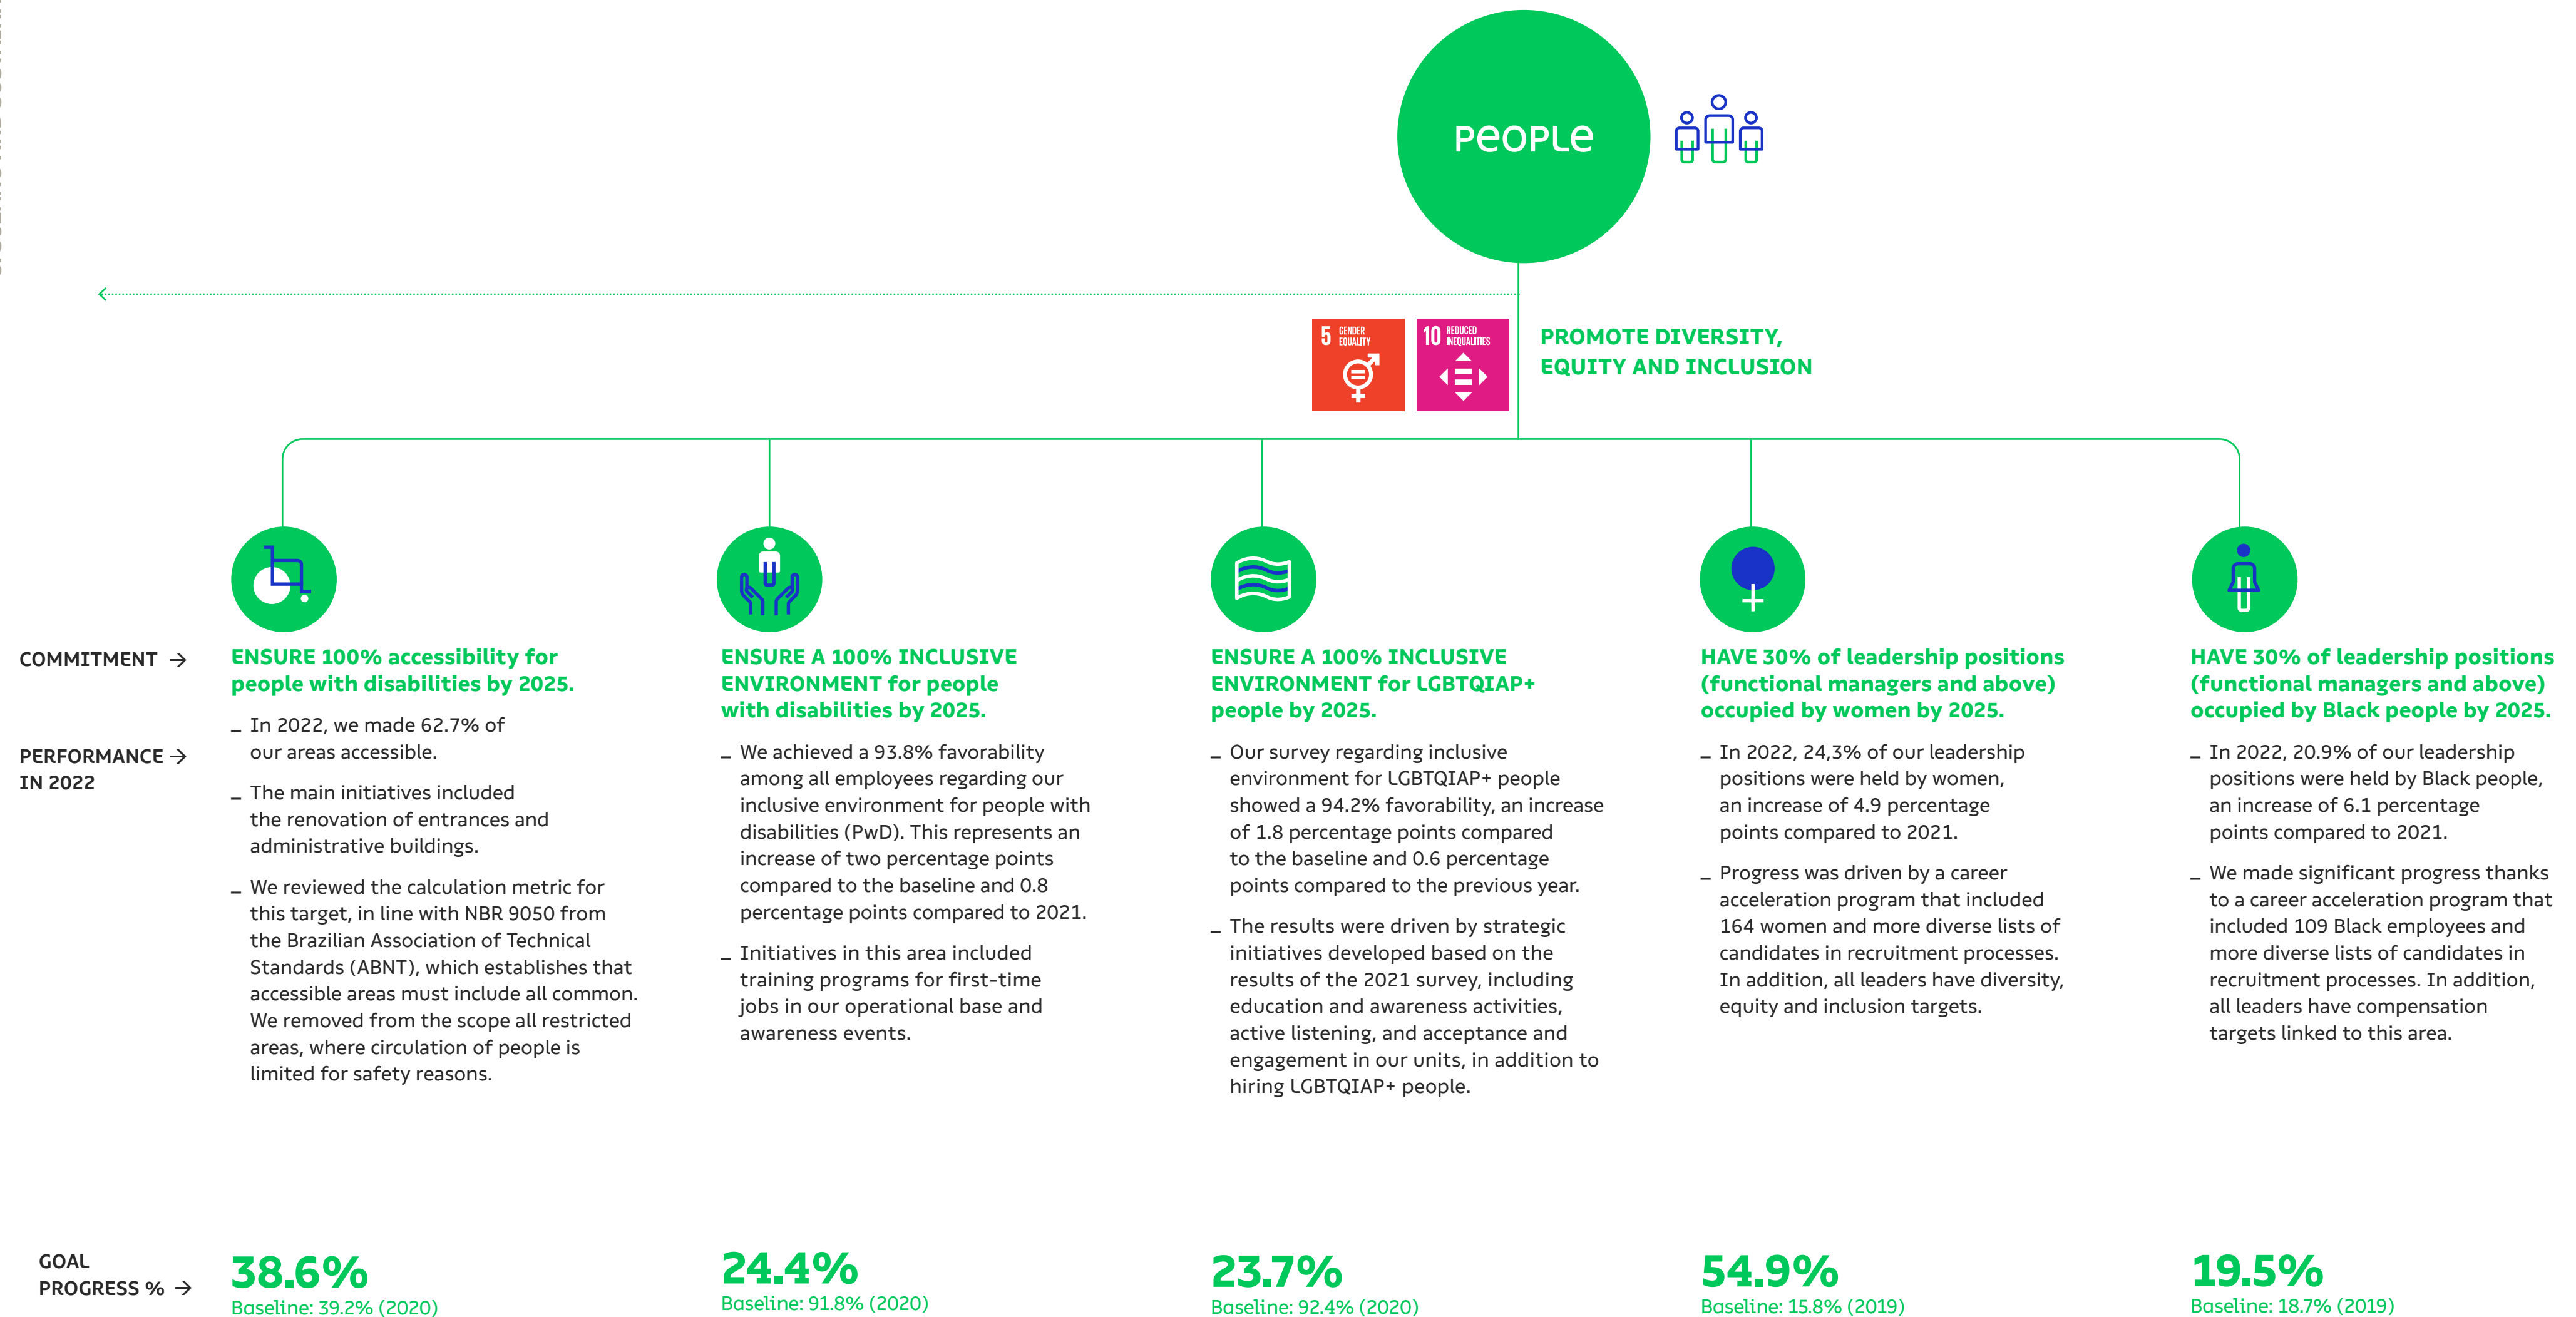 PeOPLe
5 GENDER
EQUALITY
10 REDUCED
INEQUALITIES
PROMOTE DIVERSITY,
EQUITY AND INCLUSION
COMMITMENT →
ENSURE 100% accessibility for
people with disabilities by 2025.
ENSURE A 100% INCLUSIVE
ENVIRONMENT for people
with disabilities by 2025.
ENSURE A 100% INCLUSIVE
ENVIRONMENT for LGBTQIAP+
people by 2025.
HAVE 30% of leadership positions
(functional managers and above)
occupied by women by 2025.
HAVE 30% of leadership positions
(functional managers and above)
occupied by Black people by 2025.
PERFORMANCE →
IN 2022
– In 2022, we made 62.7% of
our areas accessible.
– The main initiatives included
the renovation of entrances and
administrative buildings.
– We reviewed the calculation metric for
this target, in line with NBR 9050 from
the Brazilian Association of Technical
Standards (ABNT), which establishes that
accessible areas must include all common.
We removed from the scope all restricted
areas, where circulation of people is
limited for safety reasons.
– We achieved a 93.8% favorability
among all employees regarding our
inclusive environment for people with
disabilities (PwD). This represents an
increase of two percentage points
compared to the baseline and 0.8
percentage points compared to 2021.
– Initiatives in this area included
training programs for first-time
jobs in our operational base and
awareness events.
– Our survey regarding inclusive
environment for LGBTQIAP+ people
showed a 94.2% favorability, an increase
of 1.8 percentage points compared
to the baseline and 0.6 percentage
points compared to the previous year.
– The results were driven by strategic
initiatives developed based on the
results of the 2021 survey, including
education and awareness activities,
active listening, and acceptance and
engagement in our units, in addition to
hiring LGBTQIAP+ people.
– In 2022, 24,3% of our leadership
positions were held by women,
an increase of 4.9 percentage
points compared to 2021.
– Progress was driven by a career
acceleration program that included
164 women and more diverse lists of
candidates in recruitment processes.
In addition, all leaders have diversity,
equity and inclusion targets.
– In 2022, 20.9% of our leadership
positions were held by Black people,
an increase of 6.1 percentage
points compared to 2021.
– We made significant progress thanks
to a career acceleration program that
included 109 Black employees and
more diverse lists of candidates in
recruitment processes. In addition,
all leaders have compensation
targets linked to this area.
GOAL
PROGRESS % →
38.6%
Baseline: 39.2% (2020)
24.4%
Baseline: 91.8% (2020)
23.7%
Baseline: 92.4% (2020)
54.9%
Baseline: 15.8% (2019)
19.5%
Baseline: 18.7% (2019)